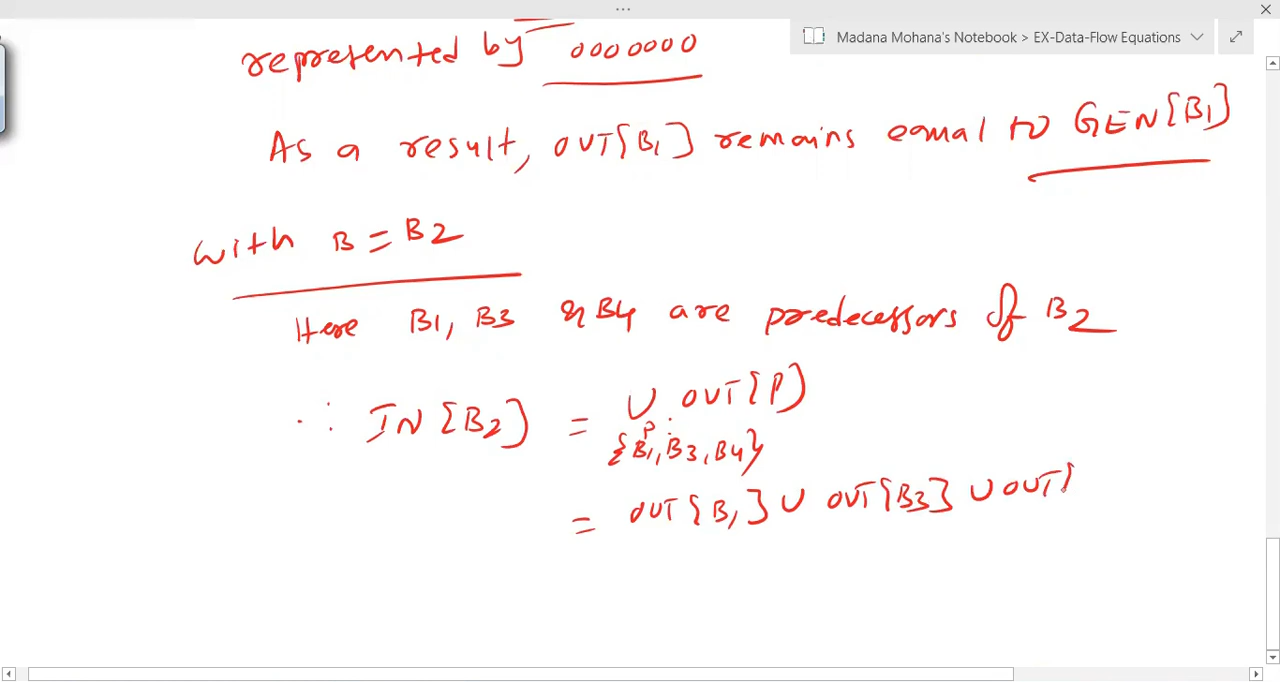 ...
Madana Mohana's Notebook > EX-Data-Flow Equations
represented by 0000000
As a result, OUT[B1] remains equal to GEN[B1]
with B = B2
Here B1, B3 & B4 are predecessors of B2
∴ IN [B2] = ∪ OUT[P]
P:
{B1, B3, B4}
= OUT[B1] ∪ OUT[B3] ∪ OUT[